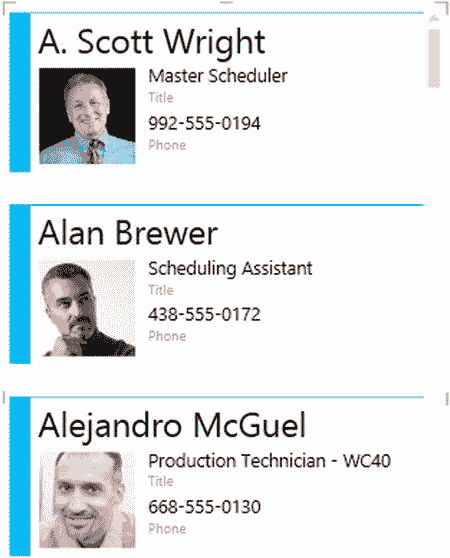 A. Scott Wright
Master Scheduler
Title
992-555-0194
Phone
Alan Brewer
Scheduling Assistant
Title
438-555-0172
Phone
Alejandro McGuel
Production Technician - WC40
Title
668-555-0130
Phone